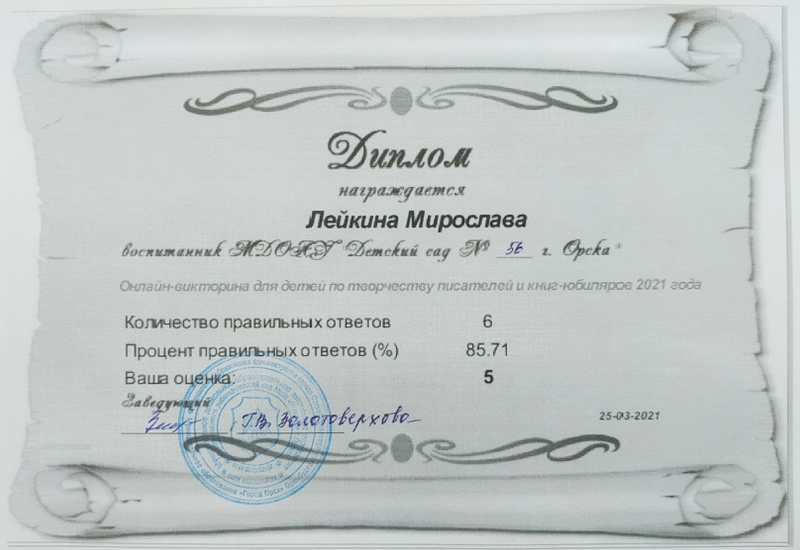 Диплом
награждается
Лейкина Мирослава
воспитанник МДОАУ "Детский сад № 56 г. Орска"
Онлайн-викторина для детей по творчеству писателей и книг-юбиляров 2021 года
Количество правильных ответов 6
Процент правильных ответов (%) 85.71
Ваша оценка: 5
Заведующий
Г.В. Золотоверхова
25-03-2021
«Город Орск»